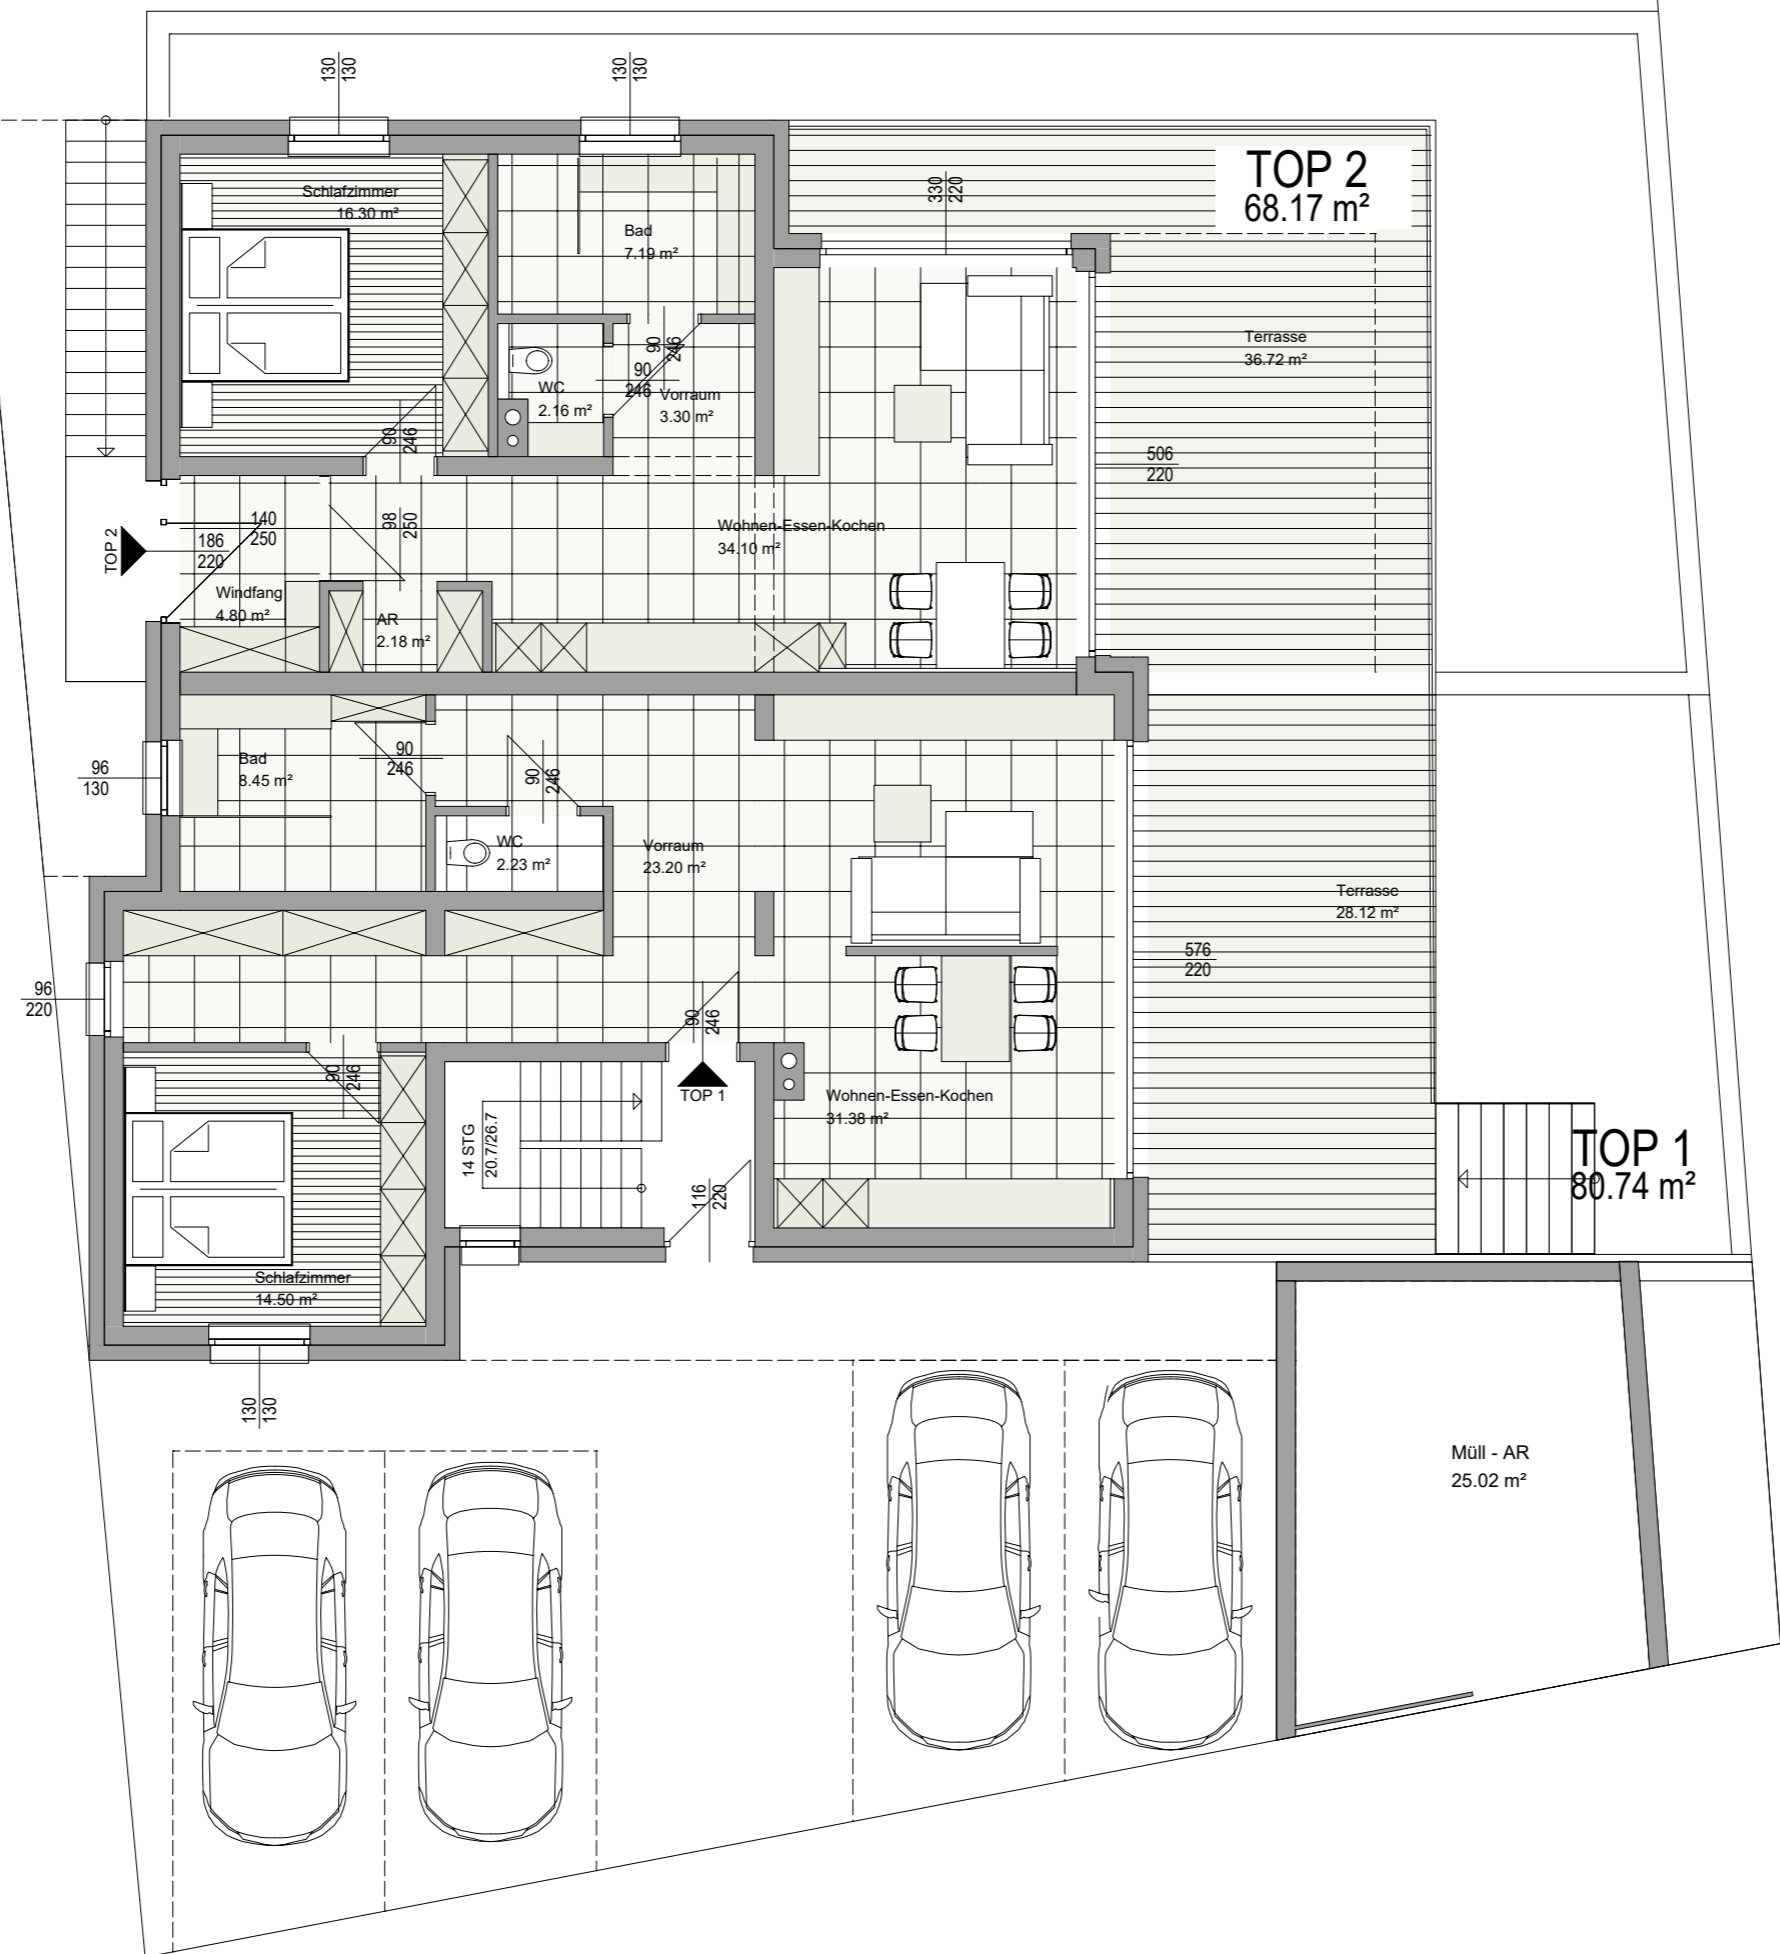 130
130
130
130
TOP 2
68.17 m²
Schlafzimmer
16.30 m²
Bad
7.19 m²
330
220
Terrasse
36.72 m²
90
246
90
246
WC
2.16 m²
Vorraum
3.30 m²
90
246
506
220
TOP 2
186
220
140
250
98
250
Wohnen-Essen-Kochen
34.10 m²
Windfang
4.80 m²
AR
2.18 m²
96
130
Bad
8.45 m²
90
246
90
246
WC
2.23 m²
Vorraum
23.20 m²
Terrasse
28.12 m²
576
220
96
220
90
246
TOP 1
90
246
Wohnen-Essen-Kochen
31.38 m²
14 STG
20.7/26.7
116
220
TOP 1
80.74 m²
Schlafzimmer
14.50 m²
130
130
Müll - AR
25.02 m²